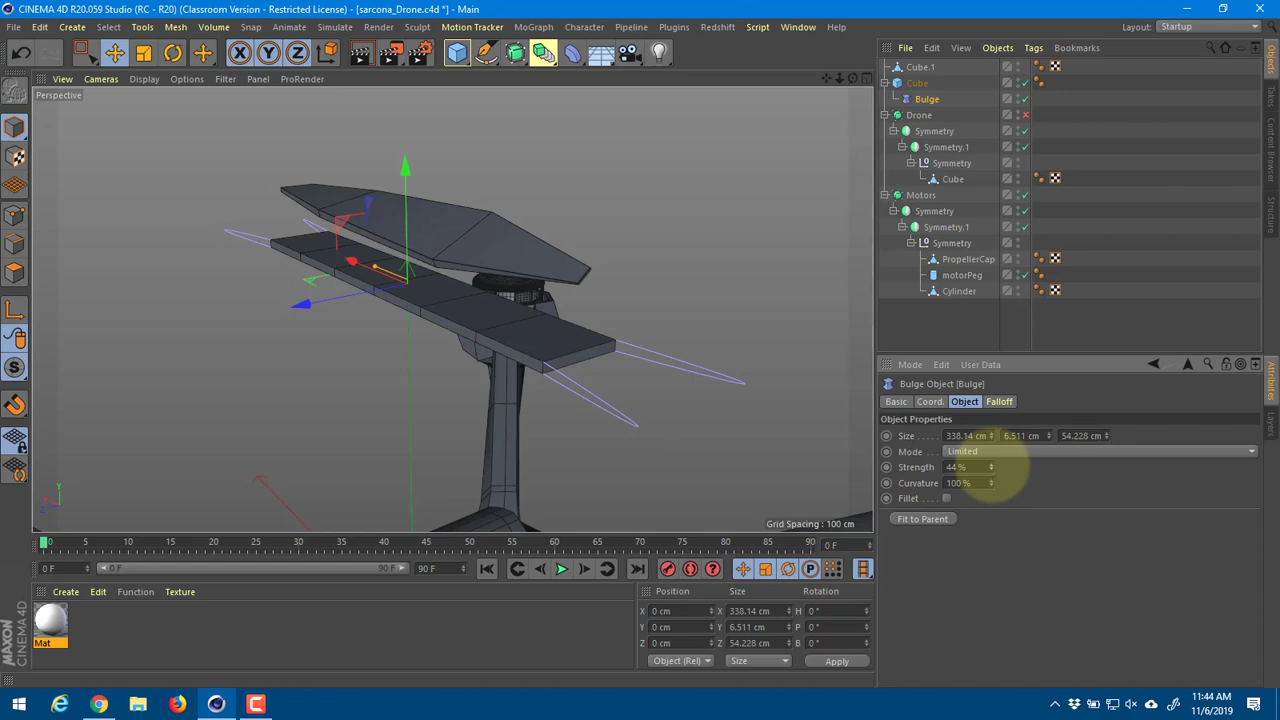 CINEMA 4D R20.059 Studio (RC - R20) (Classroom Version - Restricted License) - [sarcona_Drone.c4d *] - Main
File Edit Create Select Tools Mesh Volume Snap Animate Simulate Render Sculpt Motion Tracker MoGraph Character Pipeline Plugins Redshift Script Window Help Layout: Startup
File Edit View Objects Tags Bookmarks
View Cameras Display Options Filter Panel ProRender
Perspective
Cube.1
Cube
Bulge
Drone
Symmetry
Symmetry.1
Symmetry
Cube
Motors
Symmetry
Symmetry.1
Symmetry
PropellerCap
motorPeg
Cylinder
Objects
Takes
Content Browser
Structure
Mode Edit User Data
Bulge Object [Bulge]
Basic Coord. Object Falloff
Object Properties
Size 338.14 cm 6.511 cm 54.228 cm
Mode Limited
Strength 44 %
Curvature 100 %
Fillet
Fit to Parent
Attributes
Layers
X Y Z
Grid Spacing : 100 cm
0 5 10 15 20 25 30 35 40 45 50 55 60 65 70 75 80 85 90 0 F
0 F 0 F 90 F 90 F
Create Edit Function Texture
Mat
Position Size Rotation
X 0 cm X 338.14 cm H 0 °
Y 0 cm Y 6.511 cm P 0 °
Z 0 cm Z 54.228 cm B 0 °
Object (Rel) Size Apply
MAXON CINEMA4D
11:44 AM
11/6/2019